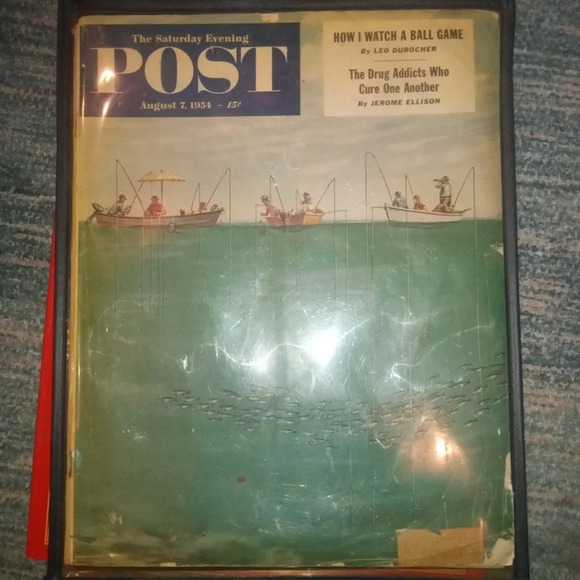 The Saturday Evening
POST
August 7, 1954 – 15¢
HOW I WATCH A BALL GAME
By LEO DUROCHER
The Drug Addicts Who
Cure One Another
By JEROME ELLISON